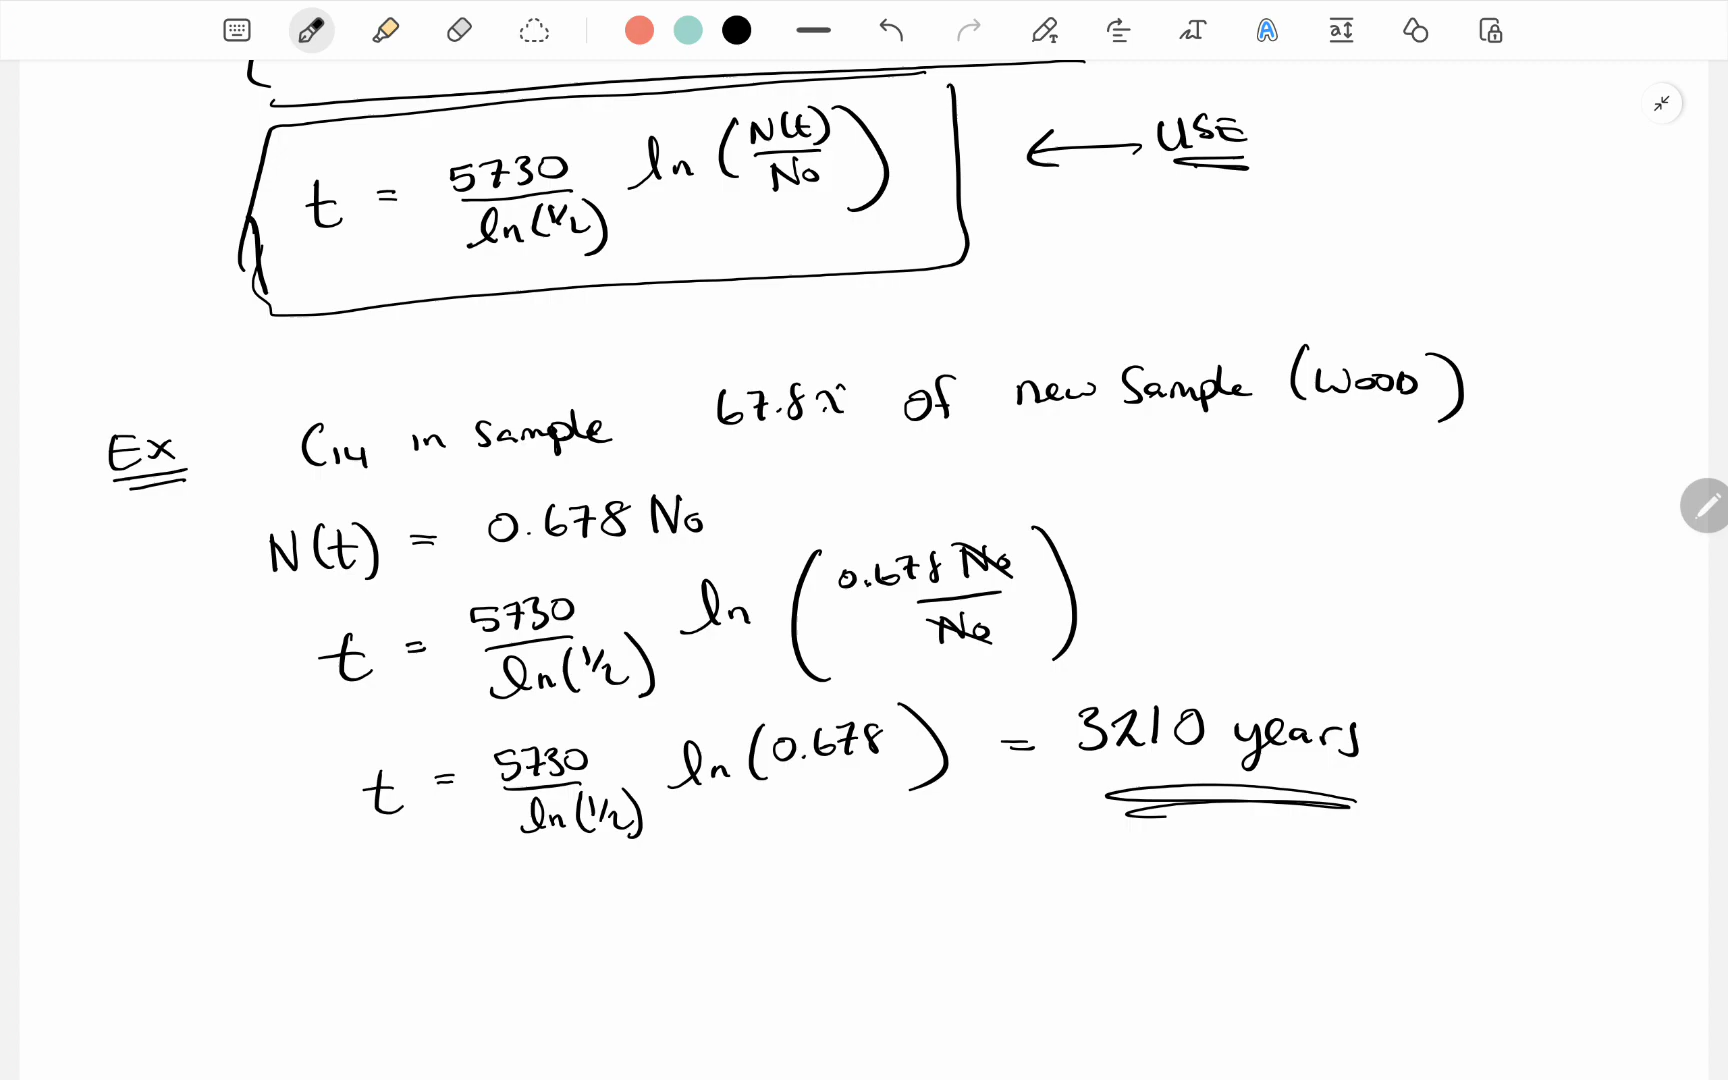 t = 5730/ln(1/2) ln(N(t)/No) ← USE
Ex C14 in sample 67.8% of new Sample (WOOD)
N(t) = 0.678 No
t = 5730/ln(1/2) ln(0.678 No/No)
t = 5730/ln(1/2) ln(0.678) = 3210 years